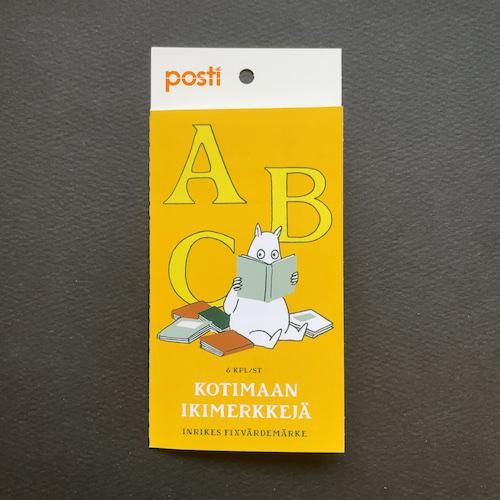 posti
A
B
C
6 KPL/ST
KOTIMAAN
IKIMERKKEJÄ
INRIKES FIXVÄRDEMÄRKE